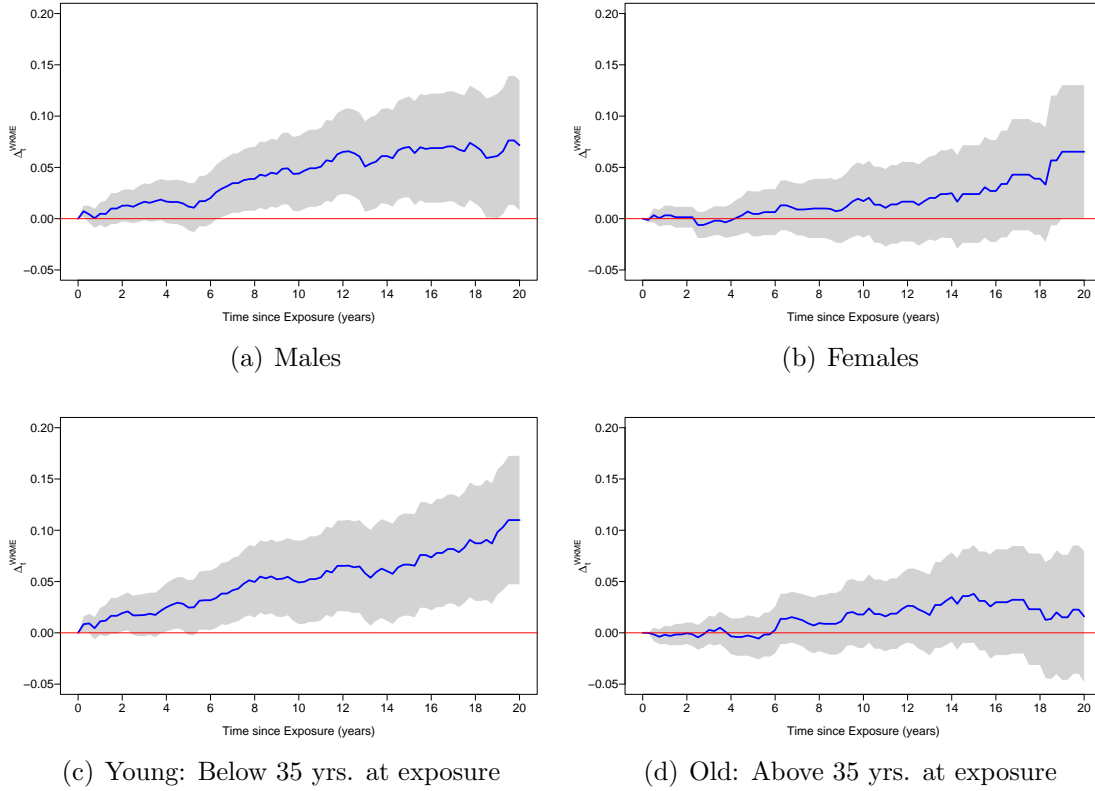 0.20
0.15
0.10
0.05
0.00
−0.05
Δ_t^WKME
0 2 4 6 8 10 12 14 16 18 20
Time since Exposure (years)
(a) Males
0.20
0.15
0.10
0.05
0.00
−0.05
Δ_t^WKME
0 2 4 6 8 10 12 14 16 18 20
Time since Exposure (years)
(b) Females
0.20
0.15
0.10
0.05
0.00
−0.05
Δ_t^WKME
0 2 4 6 8 10 12 14 16 18 20
Time since Exposure (years)
(c) Young: Below 35 yrs. at exposure
0.20
0.15
0.10
0.05
0.00
−0.05
Δ_t^WKME
0 2 4 6 8 10 12 14 16 18 20
Time since Exposure (years)
(d) Old: Above 35 yrs. at exposure